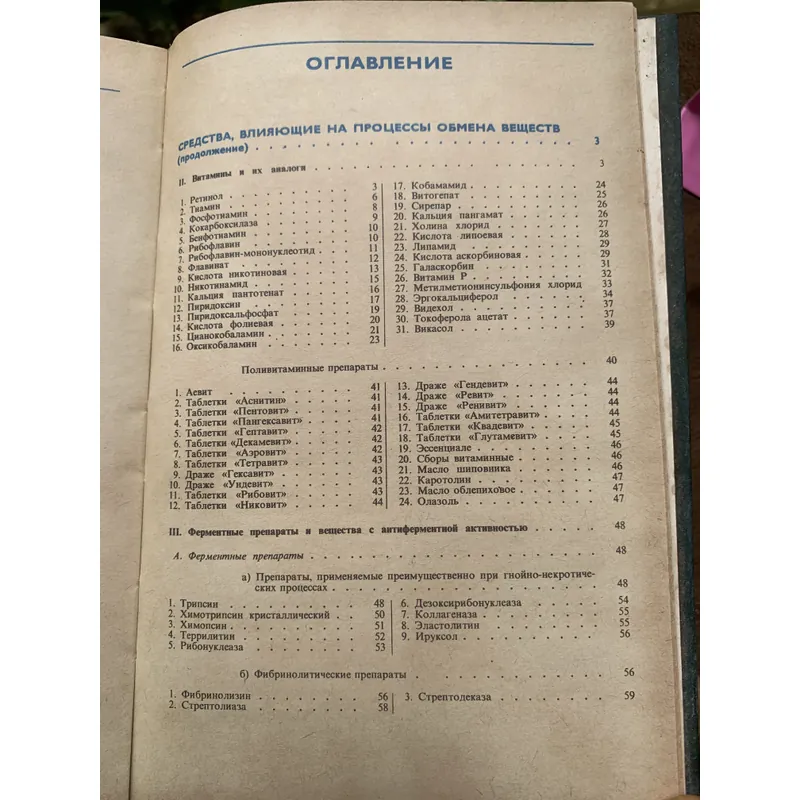 ОГЛАВЛЕНИЕ
СРЕДСТВА, ВЛИЯЮЩИЕ НА ПРОЦЕССЫ ОБМЕНА ВЕЩЕСТВ
(продолжение) . . . . . . . . . . 3
II. Витамины и их аналоги . . . . . . . . . . 3
1. Ретинол . . . . . 3
2. Тиамин . . . . . 6
3. Фосфотиамин . . . . . 8
4. Кокарбоксилаза . . . . . 9
5. Бенфотиамин . . . . . 10
6. Рибофлавин . . . . . 10
7. Рибофлавин-мононуклеотид . . 11
8. Флавинат . . . . . 12
9. Кислота никотиновая . . . . 13
10. Никотинамид . . . . . 15
11. Кальция пантотенат . . . . 16
12. Пиридоксин . . . . . 17
13. Пиридоксальфосфат . . . . 19
14. Кислота фолиевая . . . . 20
15. Цианокобаламин . . . . . 21
16. Оксикобаламин . . . . . 23
17. Кобамамид . . . . . 24
18. Витогепат . . . . . 25
19. Сирепар . . . . . 26
20. Кальция пангамат . . . . 26
21. Холина хлорид . . . . . 27
22. Кислота липоевая . . . . 28
23. Липамид . . . . . 29
24. Кислота аскорбиновая . . . 29
25. Галаскорбин . . . . . 31
26. Витамин Р . . . . . 32
27. Метилметионинсульфония хлорид 33
28. Эргокальциферол . . . . 34
29. Видехол . . . . . 37
30. Токоферола ацетат . . . . 37
31. Викасол . . . . . 39
Поливитаминные препараты . . . . . . . . . . 40
1. Аевит . . . . . 41
2. Таблетки «Аснитин» . . . . 41
3. Таблетки «Пентовит» . . . . 41
4. Таблетки «Пангексавит» . . . 41
5. Таблетки «Гептавит» . . . . 42
6. Таблетки «Декамевит» . . . . 42
7. Таблетки «Аэровит» . . . . 42
8. Таблетки «Тетравит» . . . . 43
9. Драже «Гексавит» . . . . 43
10. Драже «Ундевит» . . . . 43
11. Таблетки «Рибовит» . . . . 43
12. Таблетки «Никовит» . . . . 44
13. Драже «Гендевит» . . . . 44
14. Драже «Ревит» . . . . . 44
15. Драже «Ренивит» . . . . 44
16. Таблетки «Амитетравит» . . . 44
17. Таблетки «Квадевит» . . . . 45
18. Таблетки «Глутамевит» . . . 45
19. Эссенциале . . . . . 46
20. Сборы витаминные . . . . 46
21. Масло шиповника . . . . 46
22. Каротолин . . . . . 47
23. Масло облепиховое . . . . 47
24. Олазоль . . . . . 47
III. Ферментные препараты и вещества с антиферментной активностью . . . . . 48
А. Ферментные препараты . . . . . . . . . . 48
а) Препараты, применяемые преимущественно при гнойно-некротиче-
ских процессах . . . . . . . . . . 48
1. Трипсин . . . . . 48
2. Химотрипсин кристаллический . 50
3. Химопсин . . . . . 51
4. Террилитин . . . . . 52
5. Рибонуклеаза . . . . . 53
6. Дезоксирибонуклеаза . . . . 54
7. Коллагеназа . . . . . 55
8. Эластолитин . . . . . 55
9. Ируксол . . . . . 56
б) Фибринолитические препараты . . . . . . . . 56
1. Фибринолизин . . . . . 56
2. Стрептолиаза . . . . . 58
3. Стрептодеказа . . . . . 59